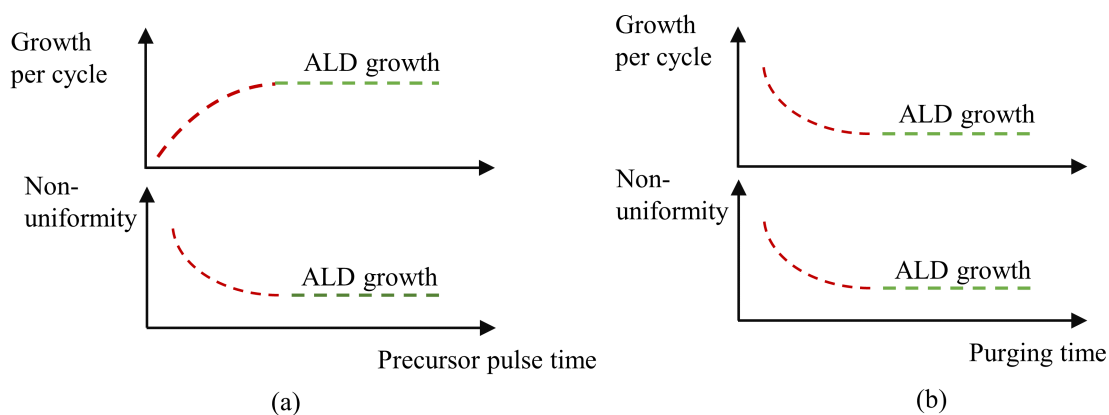 Growth
per cycle
ALD growth
Non-
uniformity
ALD growth
Precursor pulse time
(a)
Growth
per cycle
ALD growth
Non-
uniformity
ALD growth
Purging time
(b)